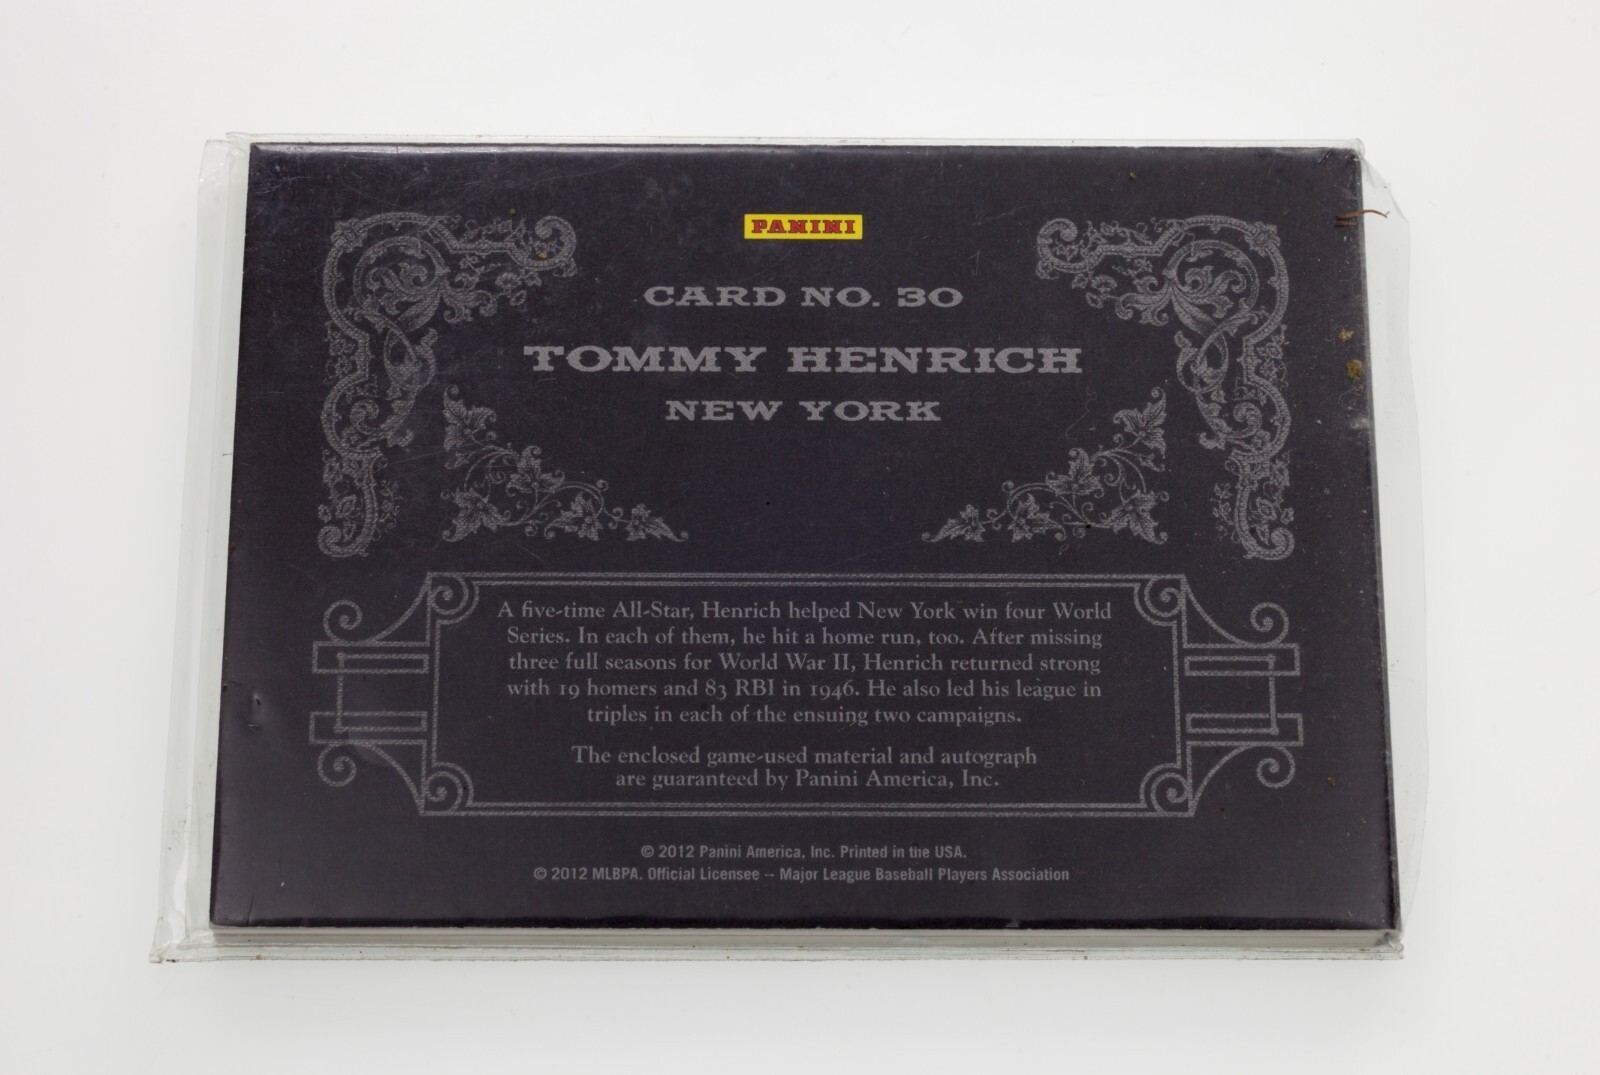 PANINI
CARD NO. 30
TOMMY HENRICH
NEW YORK
A five-time All-Star, Henrich helped New York win four World
Series. In each of them, he hit a home run, too. After missing
three full seasons for World War II, Henrich returned strong
with 19 homers and 83 RBI in 1946. He also led his league in
triples in each of the ensuing two campaigns.
The enclosed game-used material and autograph
are guaranteed by Panini America, Inc.
© 2012 Panini America, Inc. Printed in the USA.
© 2012 MLBPA. Official Licensee -- Major League Baseball Players Association